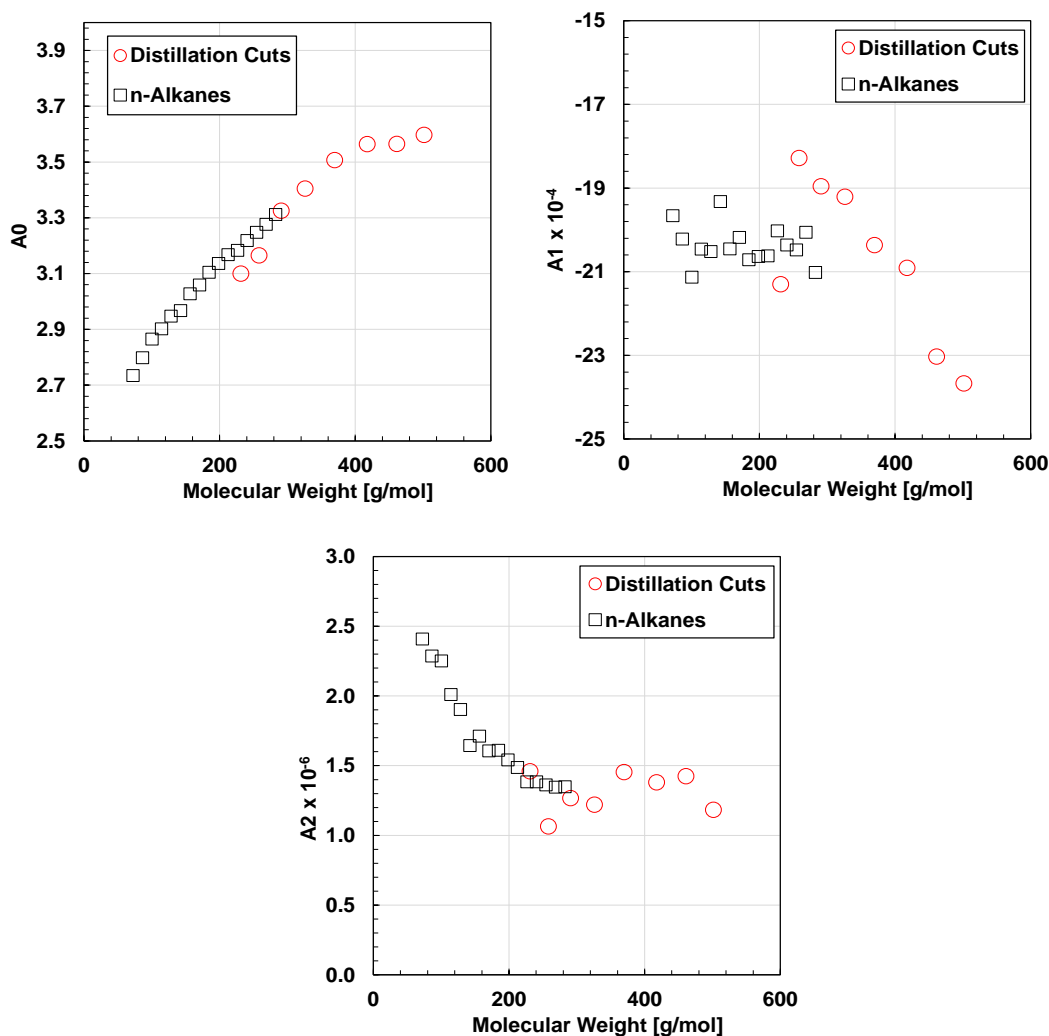 3.9
3.7
3.5
3.3
3.1
2.9
2.7
2.5
A0
Distillation Cuts
n-Alkanes
0
200
400
600
Molecular Weight [g/mol]
-15
-17
-19
-21
-23
-25
A1 x 10-4
Distillation Cuts
n-Alkanes
0
200
400
600
Molecular Weight [g/mol]
3.0
2.5
2.0
1.5
1.0
0.5
0.0
A2 x 10-6
Distillation Cuts
n-Alkanes
0
200
400
600
Molecular Weight [g/mol]